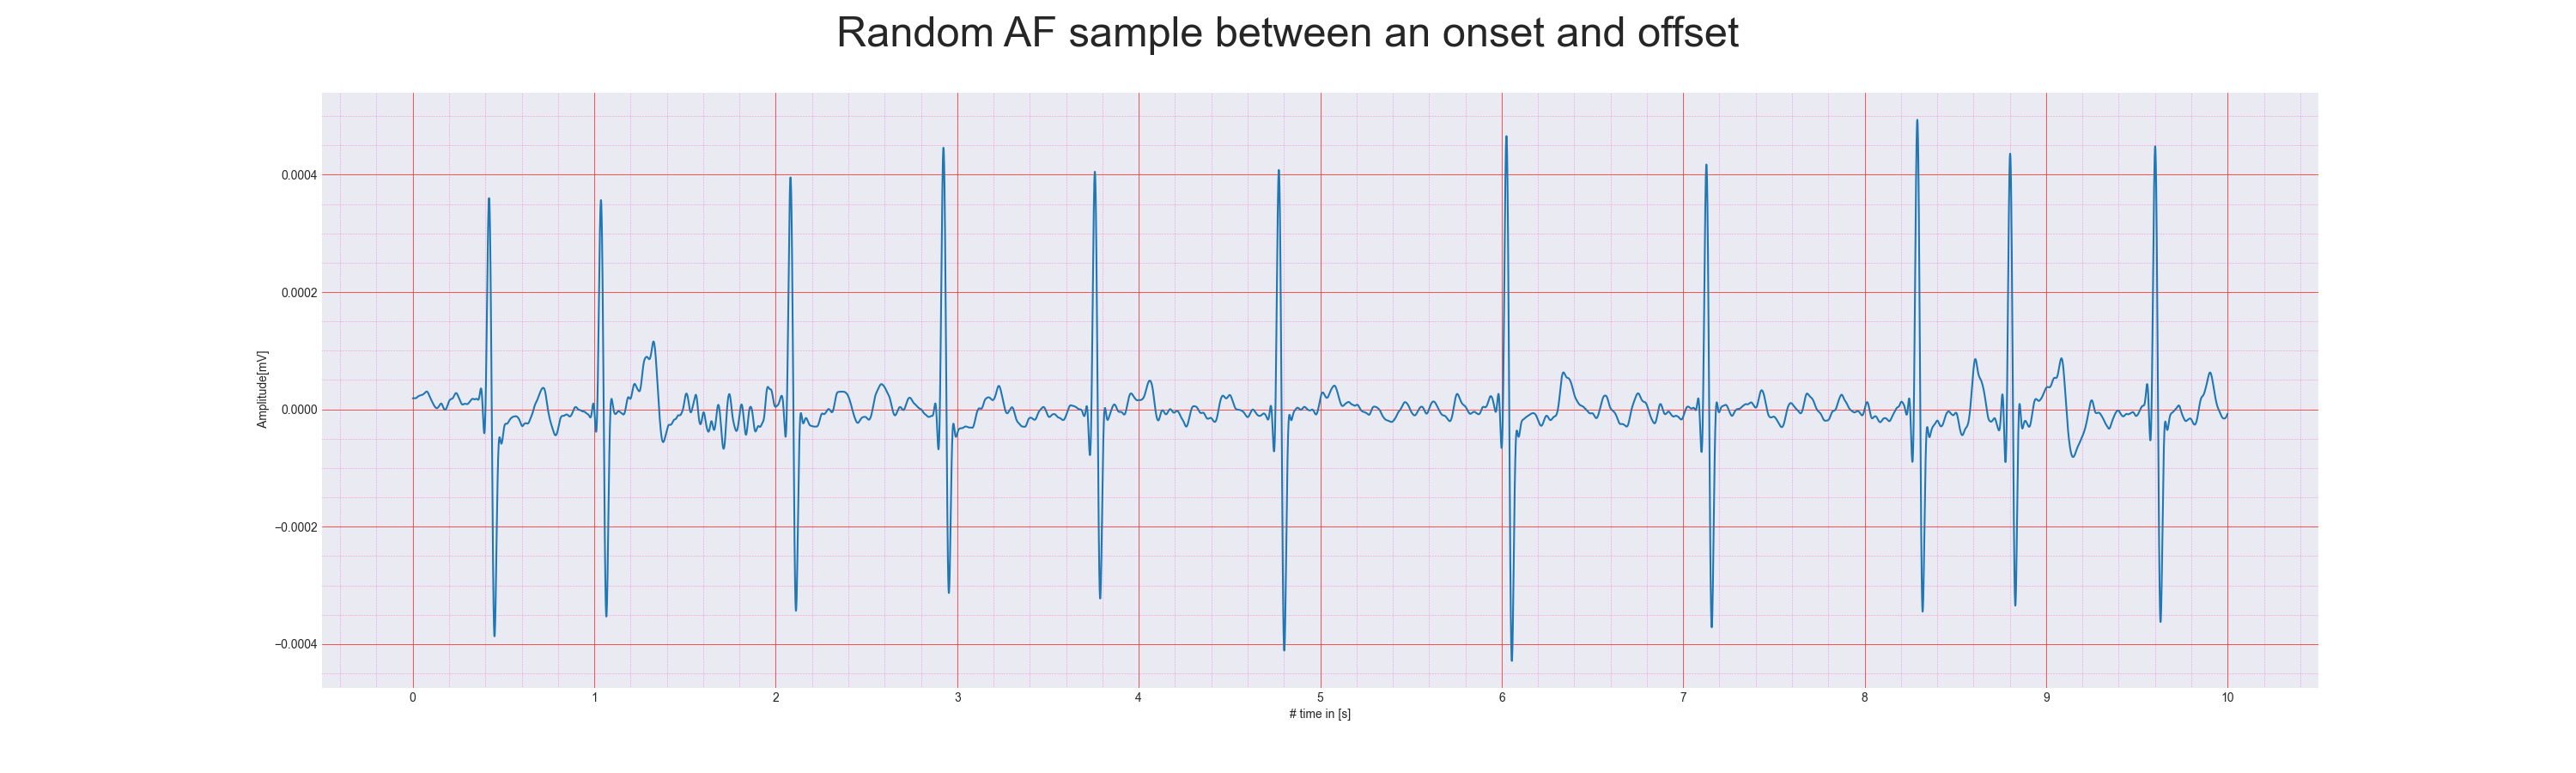 Random AF sample between an onset and offset
0.0004
0.0002
0.0000
−0.0002
−0.0004
Amplitude[mV]
0 1 2 3 4 5 6 7 8 9 10
# time in [s]